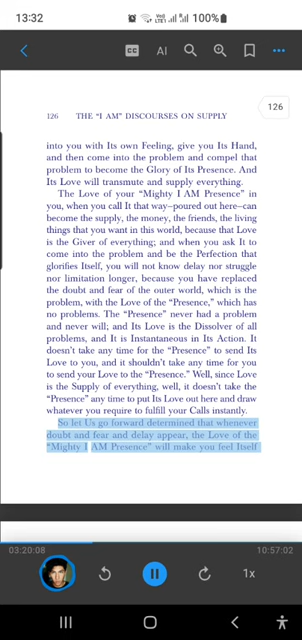 13:32
VoI) LTE1 100%
CC AI
126
126 THE “I AM” DISCOURSES ON SUPPLY
into you with Its own Feeling, give you Its Hand,
and then come into the problem and compel that
problem to become the Glory of Its Presence. And
Its Love will transmute and supply everything.
The Love of your “Mighty I AM Presence” in
you, when you call It that way–poured out here–can
become the supply, the money, the friends, the living
things that you want in this world, because that Love
is the Giver of everything; and when you ask It to
come into the problem and be the Perfection that
glorifies Itself, you will not know delay nor struggle
nor limitation longer, because you have replaced
the doubt and fear of the outer world, which is the
problem, with the Love of the “Presence,” which has
no problems. The “Presence” never had a problem
and never will; and Its Love is the Dissolver of all
problems, and It is Instantaneous in Its Action. It
doesn’t take any time for the “Presence” to send Its
Love to you, and it shouldn’t take any time for you
to send your Love to the “Presence.” Well, since Love
is the Supply of everything, well, it doesn’t take the
“Presence” any time to put Its Love out here and draw
whatever you require to fulfill your Calls instantly.
So let Us go forward determined that whenever
doubt and fear and delay appear, the Love of the
“Mighty I AM Presence” will make you feel Itself
03:20:08 10:57:02
1x